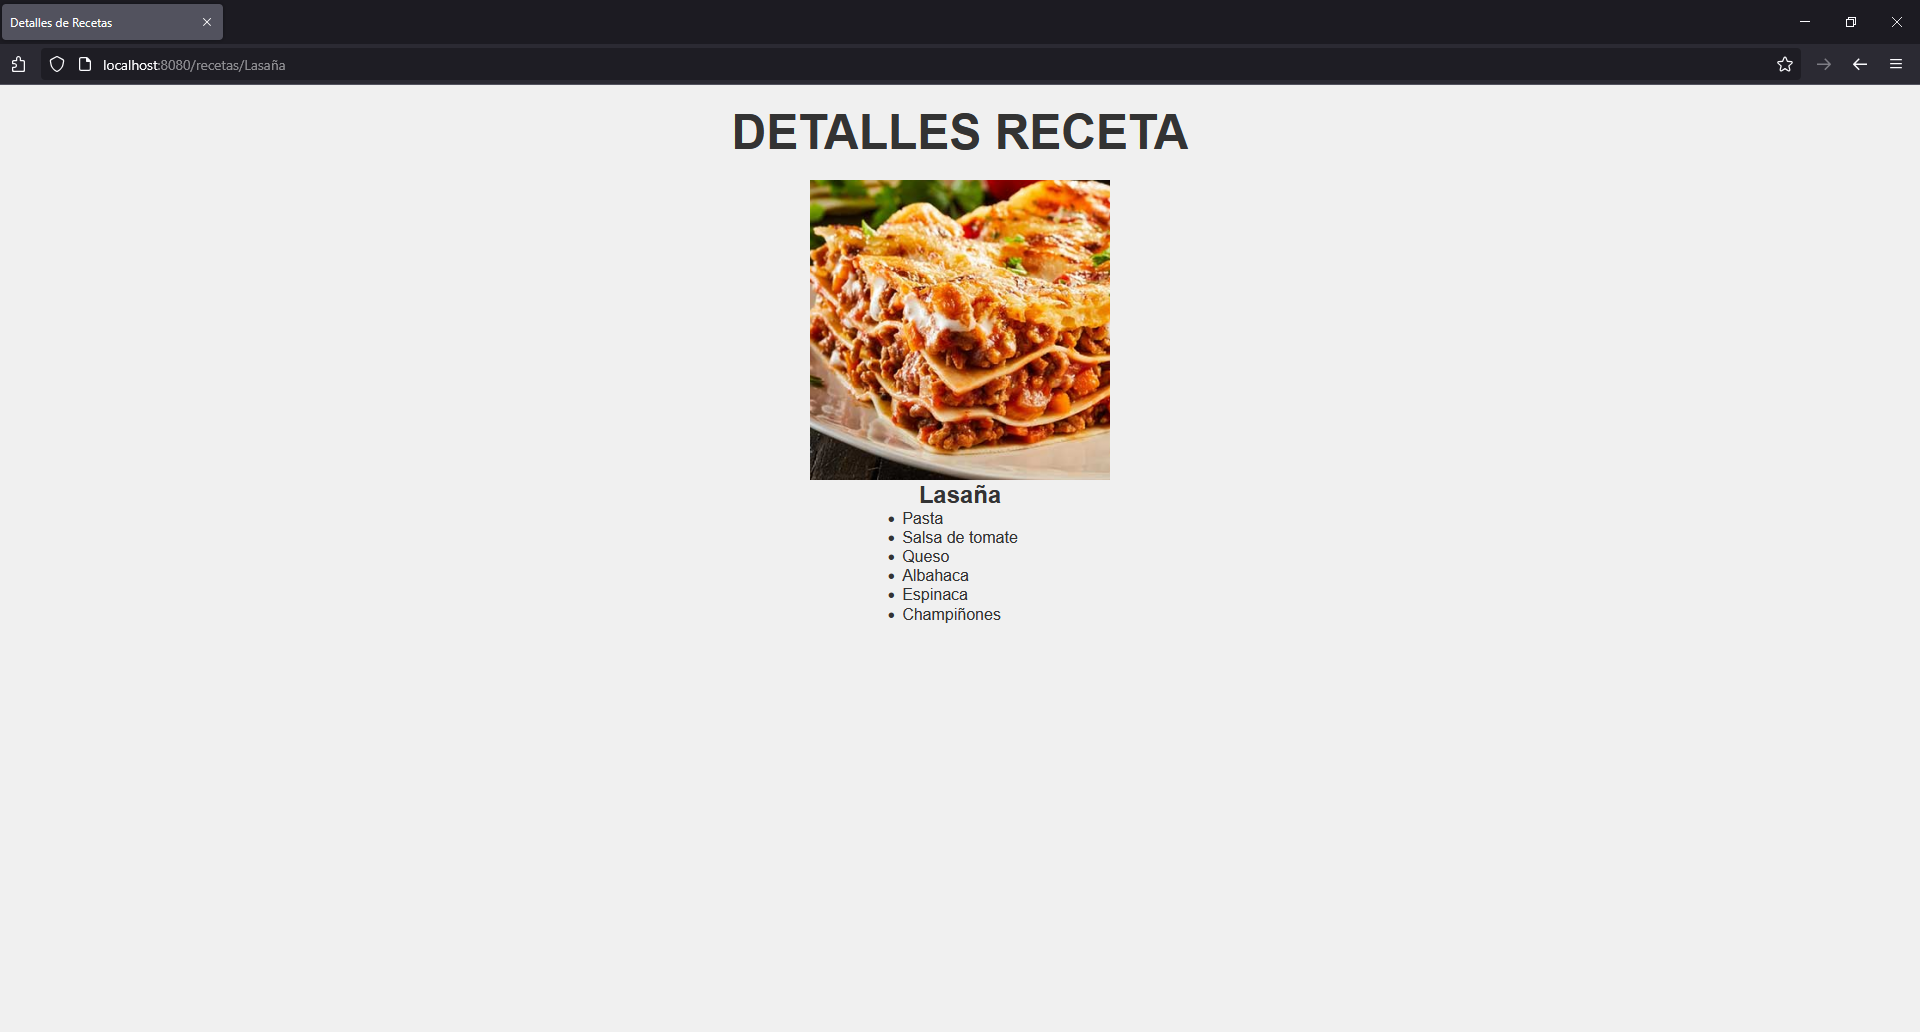 Detalles de Recetas
localhost:8080/recetas/Lasaña
DETALLES RECETA
Lasaña
• Pasta
• Salsa de tomate
• Queso
• Albahaca
• Espinaca
• Champiñones